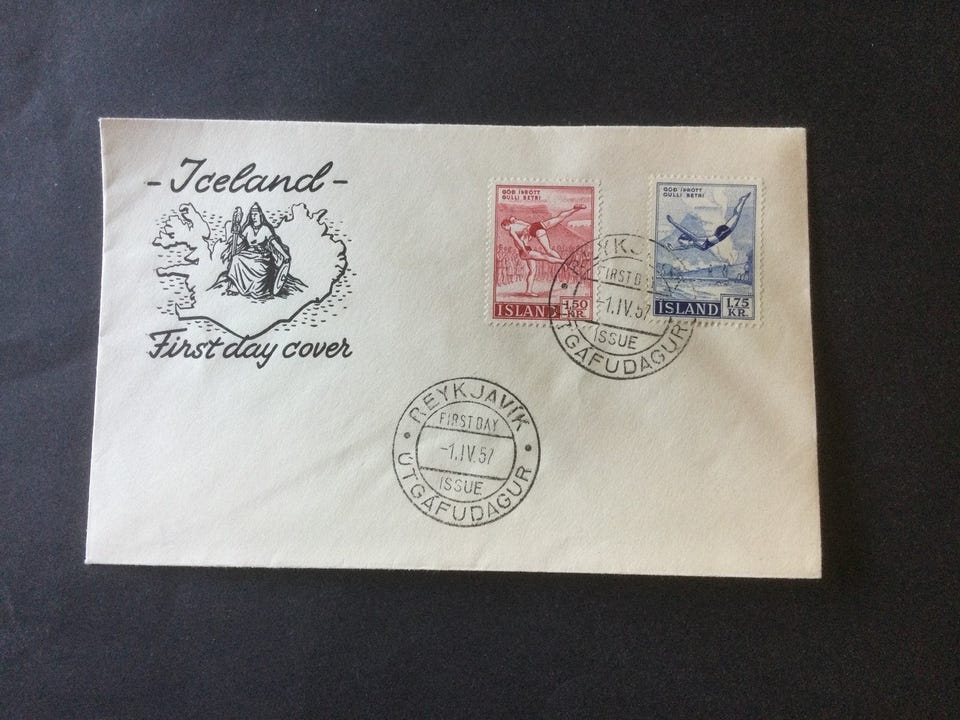 - Iceland -
First day cover
GÓÐ ÍÞRÓTT
GULLI BETRI
1,50
KR.
ÍSLAND
GÓÐ ÍÞRÓTT
GULLI BETRI
1,75
KR.
ÍSLAND
REYKJA
FIRST DAY
-1.IV.57
ISSUE
ÚTGÁFUDAGUR
REYKJAVÍK
FIRST DAY
-1.IV.57
ISSUE
ÚTGÁFUDAGUR